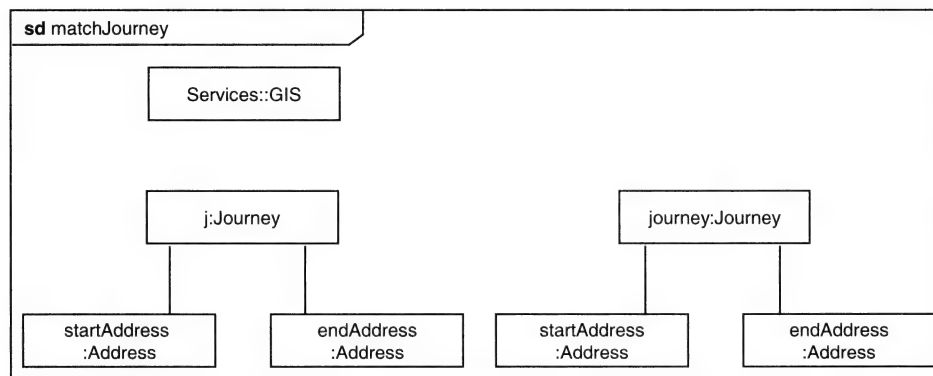 sd matchJourney
Services::GIS
j:Journey
journey:Journey
startAddress
:Address
endAddress
:Address
startAddress
:Address
endAddress
:Address